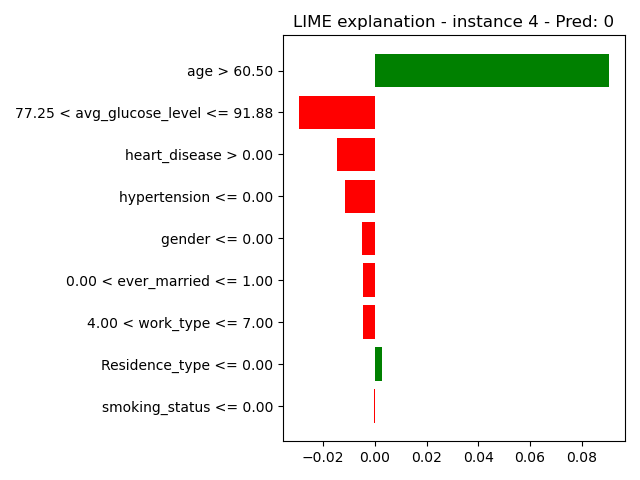 LIME explanation - instance 4 - Pred: 0
age > 60.50
77.25 < avg_glucose_level <= 91.88
heart_disease > 0.00
hypertension <= 0.00
gender <= 0.00
0.00 < ever_married <= 1.00
4.00 < work_type <= 7.00
Residence_type <= 0.00
smoking_status <= 0.00
−0.02 0.00 0.02 0.04 0.06 0.08